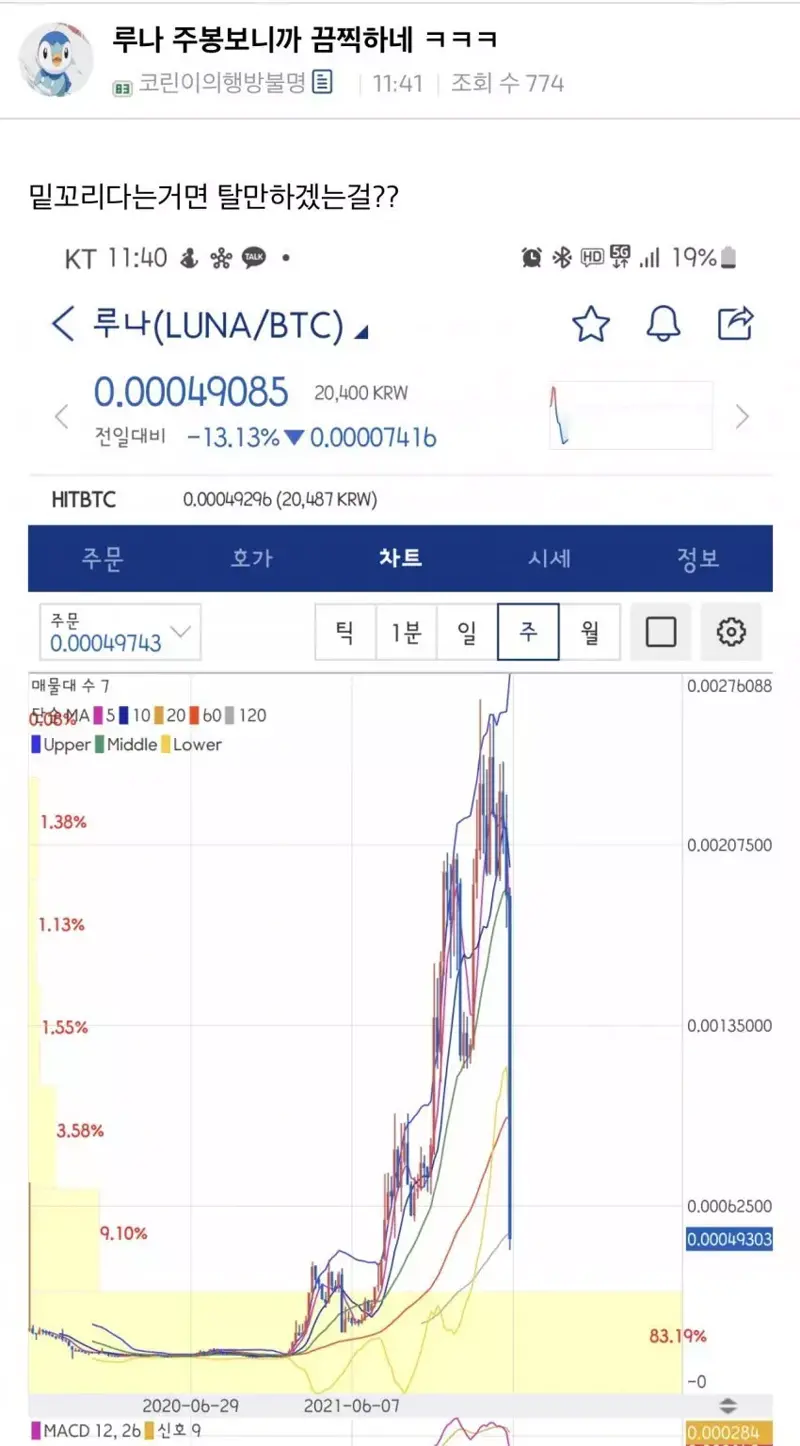 루나 주봉보니까 끔찍하네 ㅋㅋㅋ
83 코린이의행방불명 11:41 조회 수 774
밑꼬리다는거면 탈만하겠는걸??
KT 11:40 TALK HD 5G 19%
루나(LUNA/BTC)
0.00049085 20,400 KRW
전일대비 -13.13% ▼ 0.00007416
HITBTC 0.00049296 (20,487 KRW)
주문 호가 차트 시세 정보
주문
0.00049743
틱 1분 일 주 월
매물대 수 7 0.00276088
단순 MA 5 10 20 60 120
0.08%
Upper Middle Lower
1.38%
0.00207500
1.13%
1.55% 0.00135000
3.58%
0.00062500
9.10% 0.00049303
83.19%
-0
2020-06-29 2021-06-07
MACD 12, 26 신호 9 0.000284